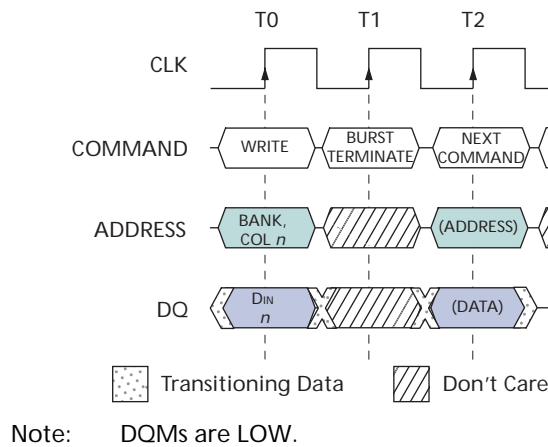 T0 T1 T2
CLK
COMMAND WRITE BURST TERMINATE NEXT COMMAND
ADDRESS BANK, COL n (ADDRESS)
DQ DIN n (DATA)
Transitioning Data Don't Care
Note: DQMs are LOW.